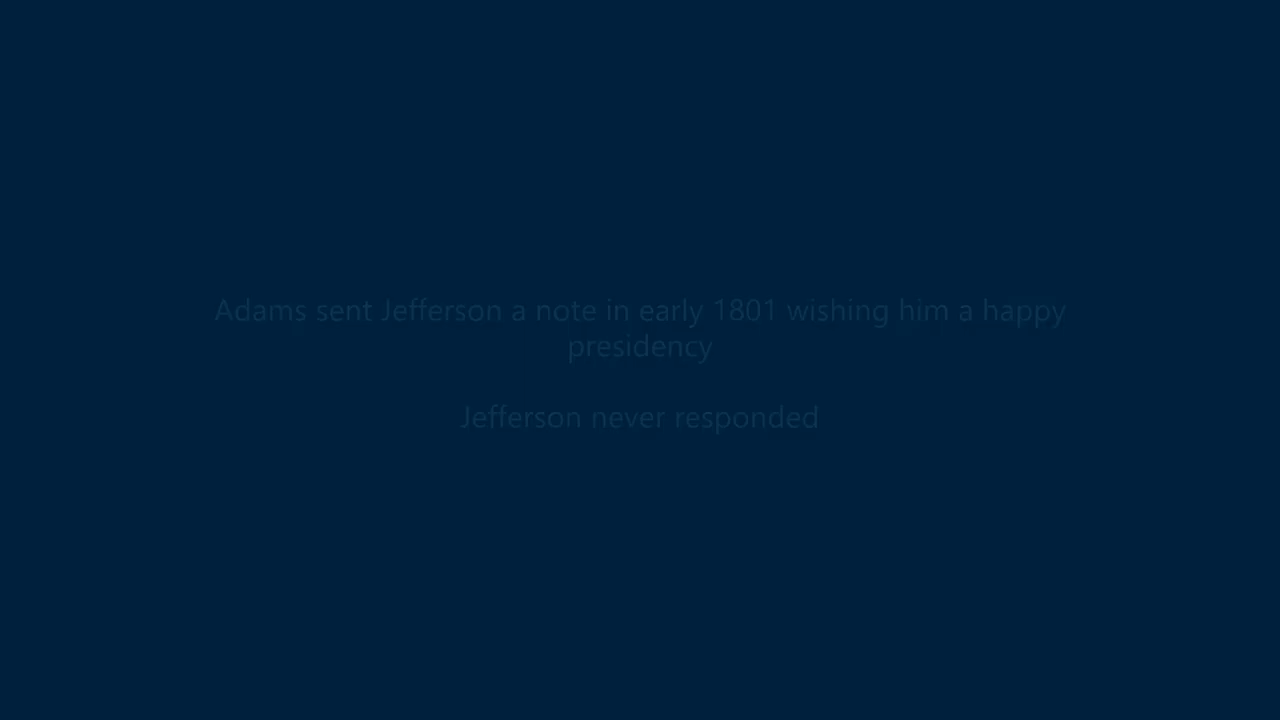 Adams sent Jefferson a note in early 1801 wishing him a happy
presidency
Jefferson never responded